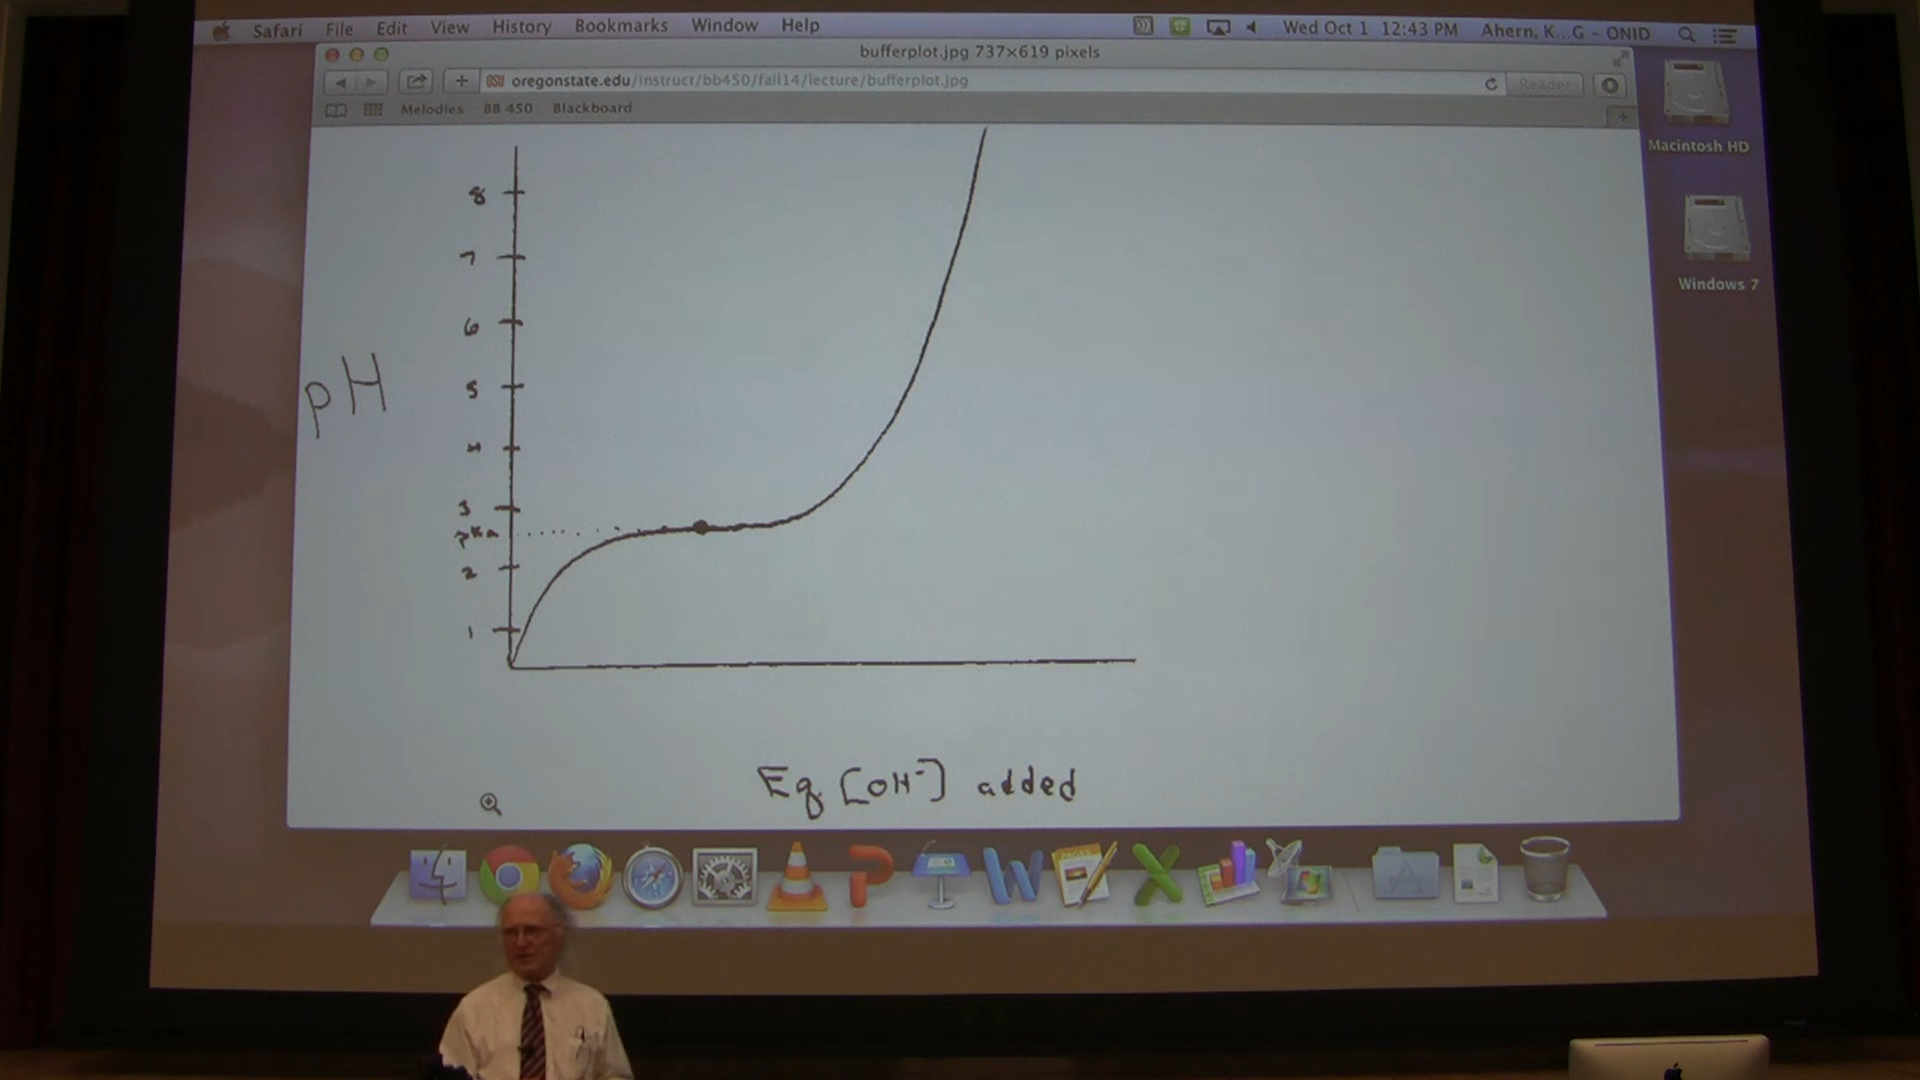 Safari File Edit View History Bookmarks Window Help Wed Oct 1 12:43 PM Ahern, K...G - ONID
bufferplot.jpg 737×619 pixels
oregonstate.edu/instruct/bb450/fall14/lecture/bufferplot.jpg Reader
Melodies BB 450 Blackboard
Macintosh HD
Windows 7
8
7
6
pH
5
4
3
pKa
2
1
Eq. [OH⁻] added